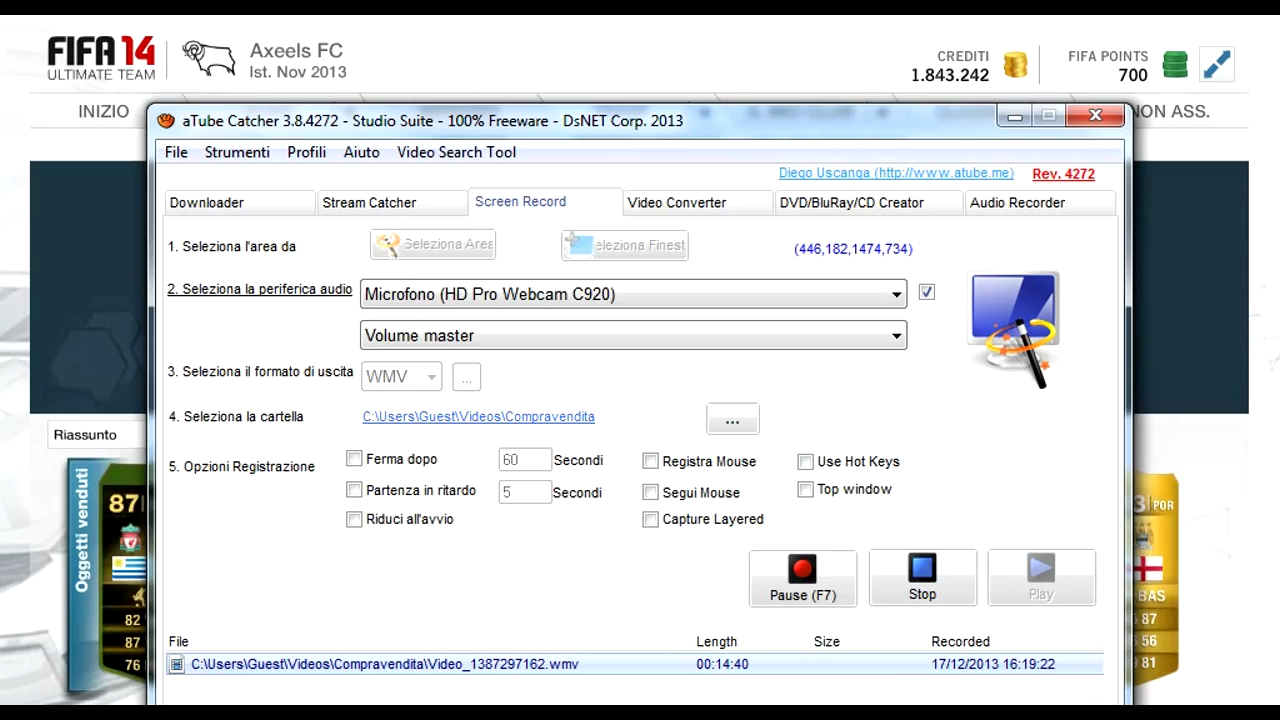 FIFA 14
ULTIMATE TEAM
Axeels FC
Ist. Nov 2013
CREDITI
1.843.242
FIFA POINTS
700
INIZIO
NON ASS.
aTube Catcher 3.8.4272 - Studio Suite - 100% Freeware - DsNET Corp. 2013
File Strumenti Profili Aiuto Video Search Tool
Diego Uscanga (http://www.atube.me) Rev. 4272
Downloader Stream Catcher Screen Record Video Converter DVD/BluRay/CD Creator Audio Recorder
1. Seleziona l'area da Seleziona Area eleziona Finest (446,182,1474,734)
2. Seleziona la periferica audio Microfono (HD Pro Webcam C920)
Volume master
3. Seleziona il formato di uscita WMV ...
4. Seleziona la cartella C:\Users\Guest\Videos\Compravendita ...
5. Opzioni Registrazione
Ferma dopo 60 Secondi Registra Mouse Use Hot Keys
Partenza in ritardo 5 Secondi Segui Mouse Top window
Riduci all'avvio Capture Layered
Pause (F7) Stop Play
File Length Size Recorded
C:\Users\Guest\Videos\Compravendita\Video_1387297162.wmv 00:14:40 17/12/2013 16:19:22
Riassunto
Oggetti venduti
87
82
87
76
3 POR
BAS
87
56
81